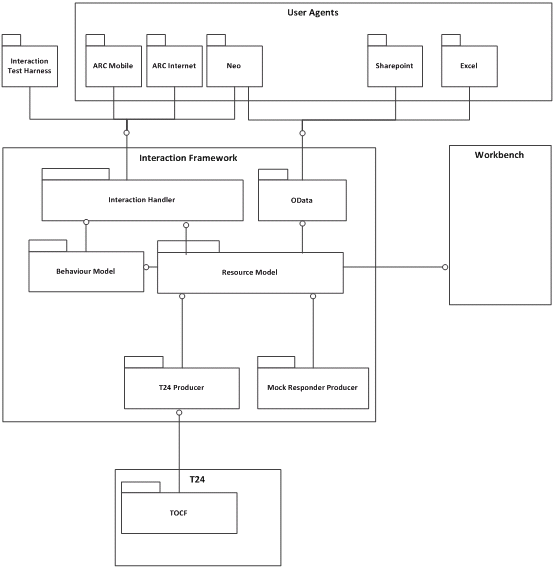 User Agents
Interaction
Test Harness
ARC Mobile
ARC Internet
Neo
Sharepoint
Excel
Interaction Framework
Workbench
Interaction Handler
OData
Behaviour Model
Resource Model
T24 Producer
Mock Responder Producer
T24
TOCF